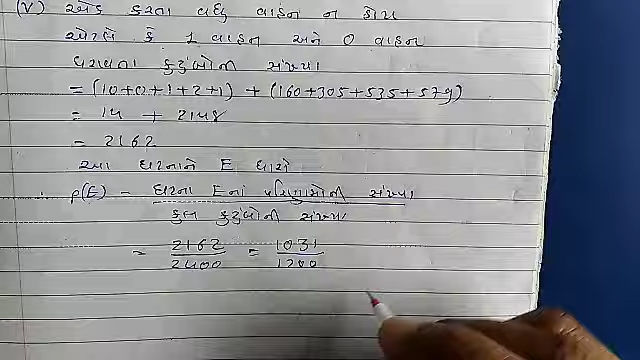 (v) એક કરતા વધુ વાહન ન હોય
એટલે કે 1 વાહન અને 0 વાહન
ધરાવતા કુટુંબોની સંખ્યા
= (10+0+1+2+1) + (160+305+535+579)
= 14 + 2148
= 2162
આ ઘટનાને E ધારો
∴ P(E) = ઘટના E નાં પરિણામોની સંખ્યા
કુલ કુટુંબોની સંખ્યા
= 2162/2400 = 1031/1200